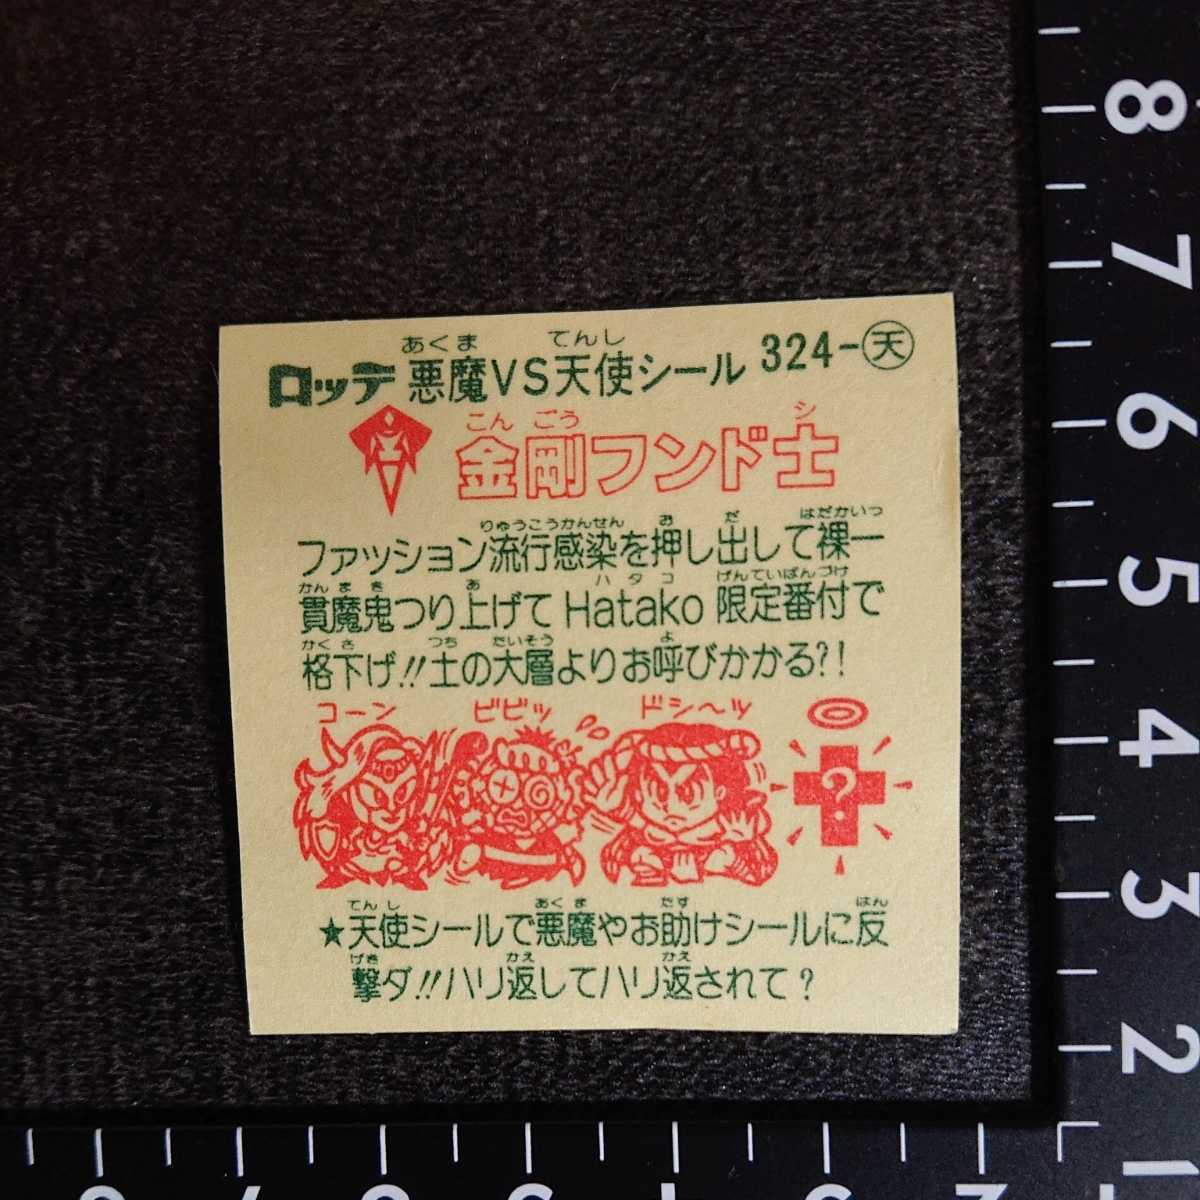 あくま てんし
ロッテ 悪魔VS天使シール 324-天
こん ごう シ
金剛フンド士
りゅうこうかんせん お だ はだかいっ
ファッション流行感染を押し出して裸一
かん ま き あ ハタコ げんていばんづけ
貫魔鬼つり上げて Hatako 限定番付で
かくさ つち たいそう よ
格下げ!!土の大層よりお呼びかかる?!
コーン ビビッ ドシ〜ッ
?
てんし あくま たす はん
★天使シールで悪魔やお助けシールに反
げき かえ かえ
撃ダ!!ハリ返してハリ返されて?
8
7
6
5
4
3
2
1